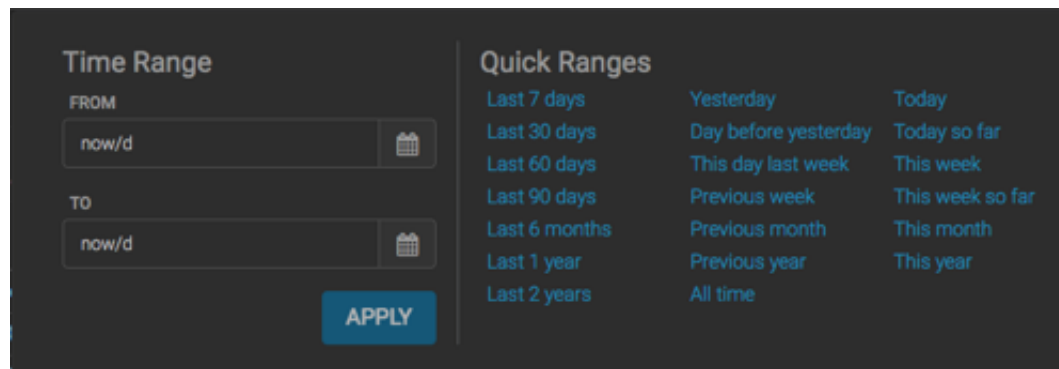 Time Range
FROM
now/d
TO
now/d
APPLY
Quick Ranges
Last 7 days Yesterday Today
Last 30 days Day before yesterday Today so far
Last 60 days This day last week This week
Last 90 days Previous week This week so far
Last 6 months Previous month This month
Last 1 year Previous year This year
Last 2 years All time